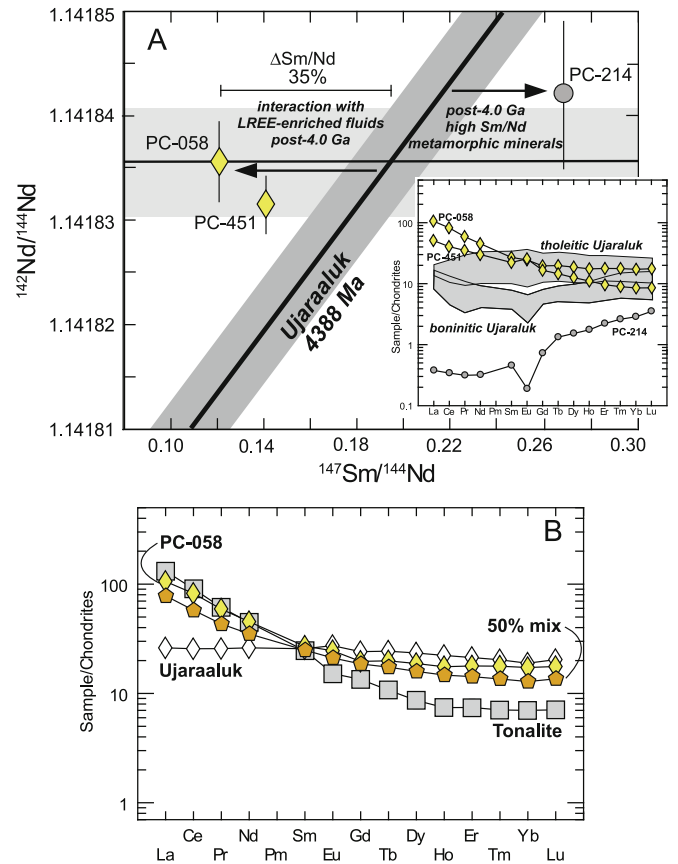 A
1.14185
1.14184
1.14183
1.14182
1.14181
142Nd/144Nd
ΔSm/Nd
35%
interaction with
LREE-enriched fluids
post-4.0 Ga
PC-058
PC-451
PC-214
post-4.0 Ga
high Sm/Nd
metamorphic minerals
Ujaraaluk
4388 Ma
0.10
0.14
0.18
0.22
0.26
0.30
147Sm/144Nd
100
10
1
0.1
Sample/Chondrites
PC-058
PC-451
tholeitic Ujaraluk
boninitic Ujaraluk
PC-214
La Ce Pr Nd Pm Sm Eu Gd Tb Dy Ho Er Tm Yb Lu
B
100
10
1
Sample/Chondrites
PC-058
50% mix
Ujaraaluk
Tonalite
Ce Nd Sm Gd Dy Er Yb
La Pr Pm Eu Tb Ho Tm Lu